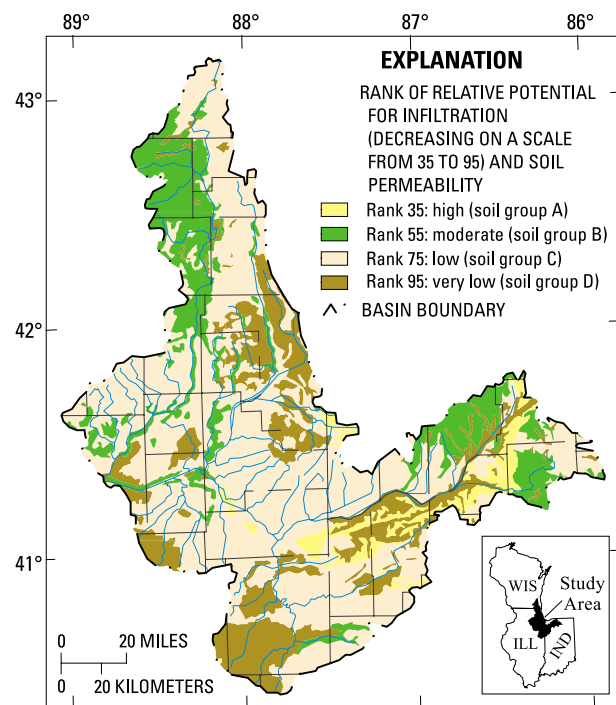 89° 88° 87° 86°
43°
42°
41°
EXPLANATION
RANK OF RELATIVE POTENTIAL
FOR INFILTRATION
(DECREASING ON A SCALE
FROM 35 TO 95) AND SOIL
PERMEABILITY
Rank 35: high (soil group A)
Rank 55: moderate (soil group B)
Rank 75: low (soil group C)
Rank 95: very low (soil group D)
BASIN BOUNDARY
0 20 MILES
0 20 KILOMETERS
WIS
Study
Area
ILL
IND